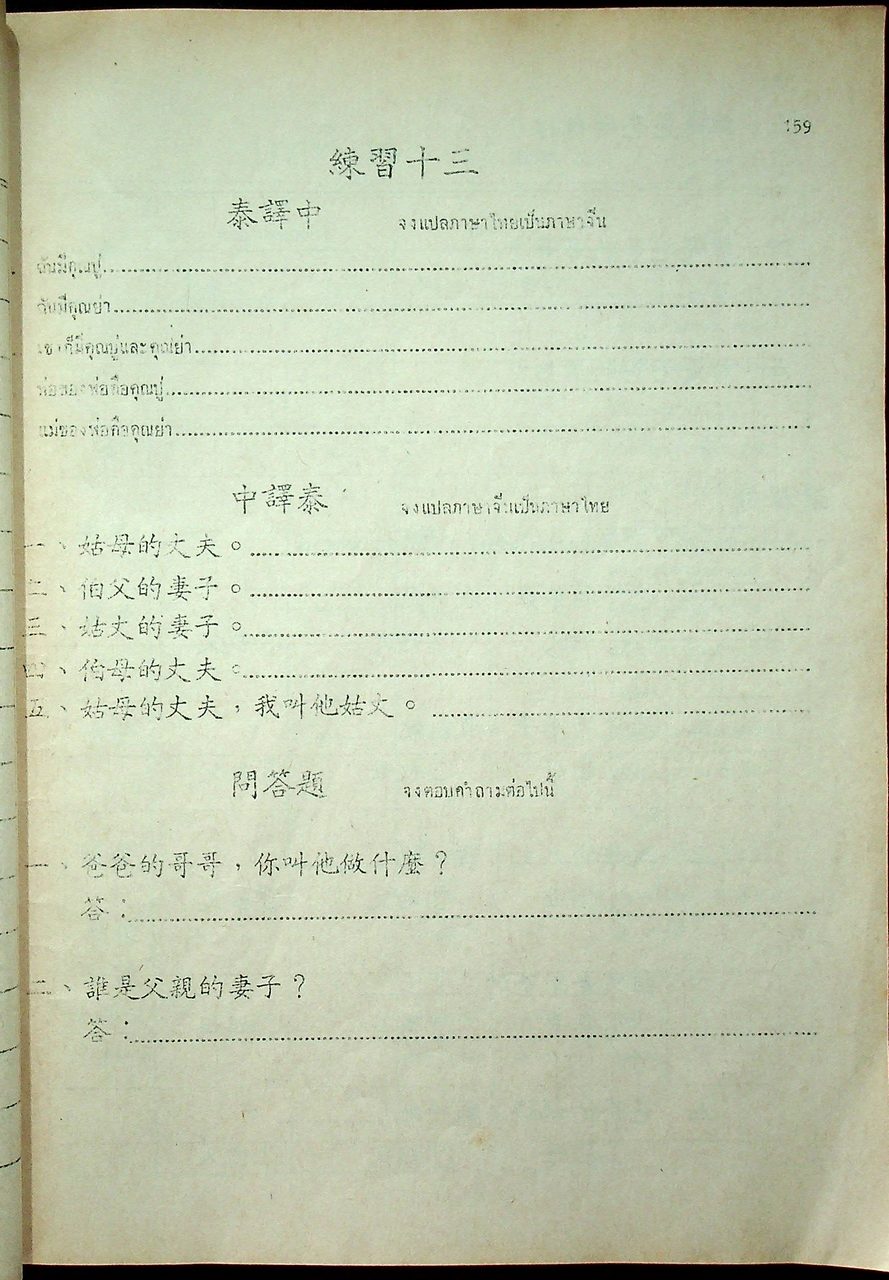 159
練習十三
泰譯中 จงแปลภาษาไทยเป็นภาษาจีน
ฉันมีคุณปู่
ฉันมีคุณย่า
เขาก็มีคุณปู่และคุณย่า
พ่อของพ่อคือคุณปู่
แม่ของพ่อคือคุณย่า
中譯泰 จงแปลภาษาจีนเป็นภาษาไทย
一、姑母的丈夫。
二、伯父的妻子。
三、姑丈的妻子。
四、伯母的丈夫。
五、姑母的丈夫，我叫他姑丈。
問答題 จงตอบคำถามต่อไปนี้
一、爸爸的哥哥，你叫他做什麼？
答：
二、誰是父親的妻子？
答：